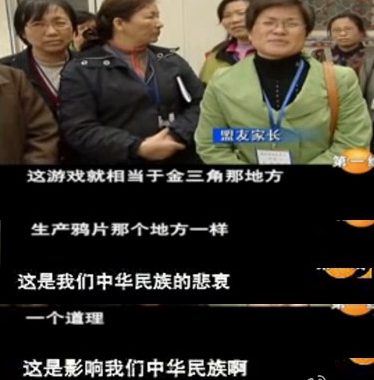 盟友家长
第一
这游戏就相当于金三角那地方
生产鸦片那个地方一样
这是我们中华民族的悲哀
一个道理
这是影响我们中华民族啊